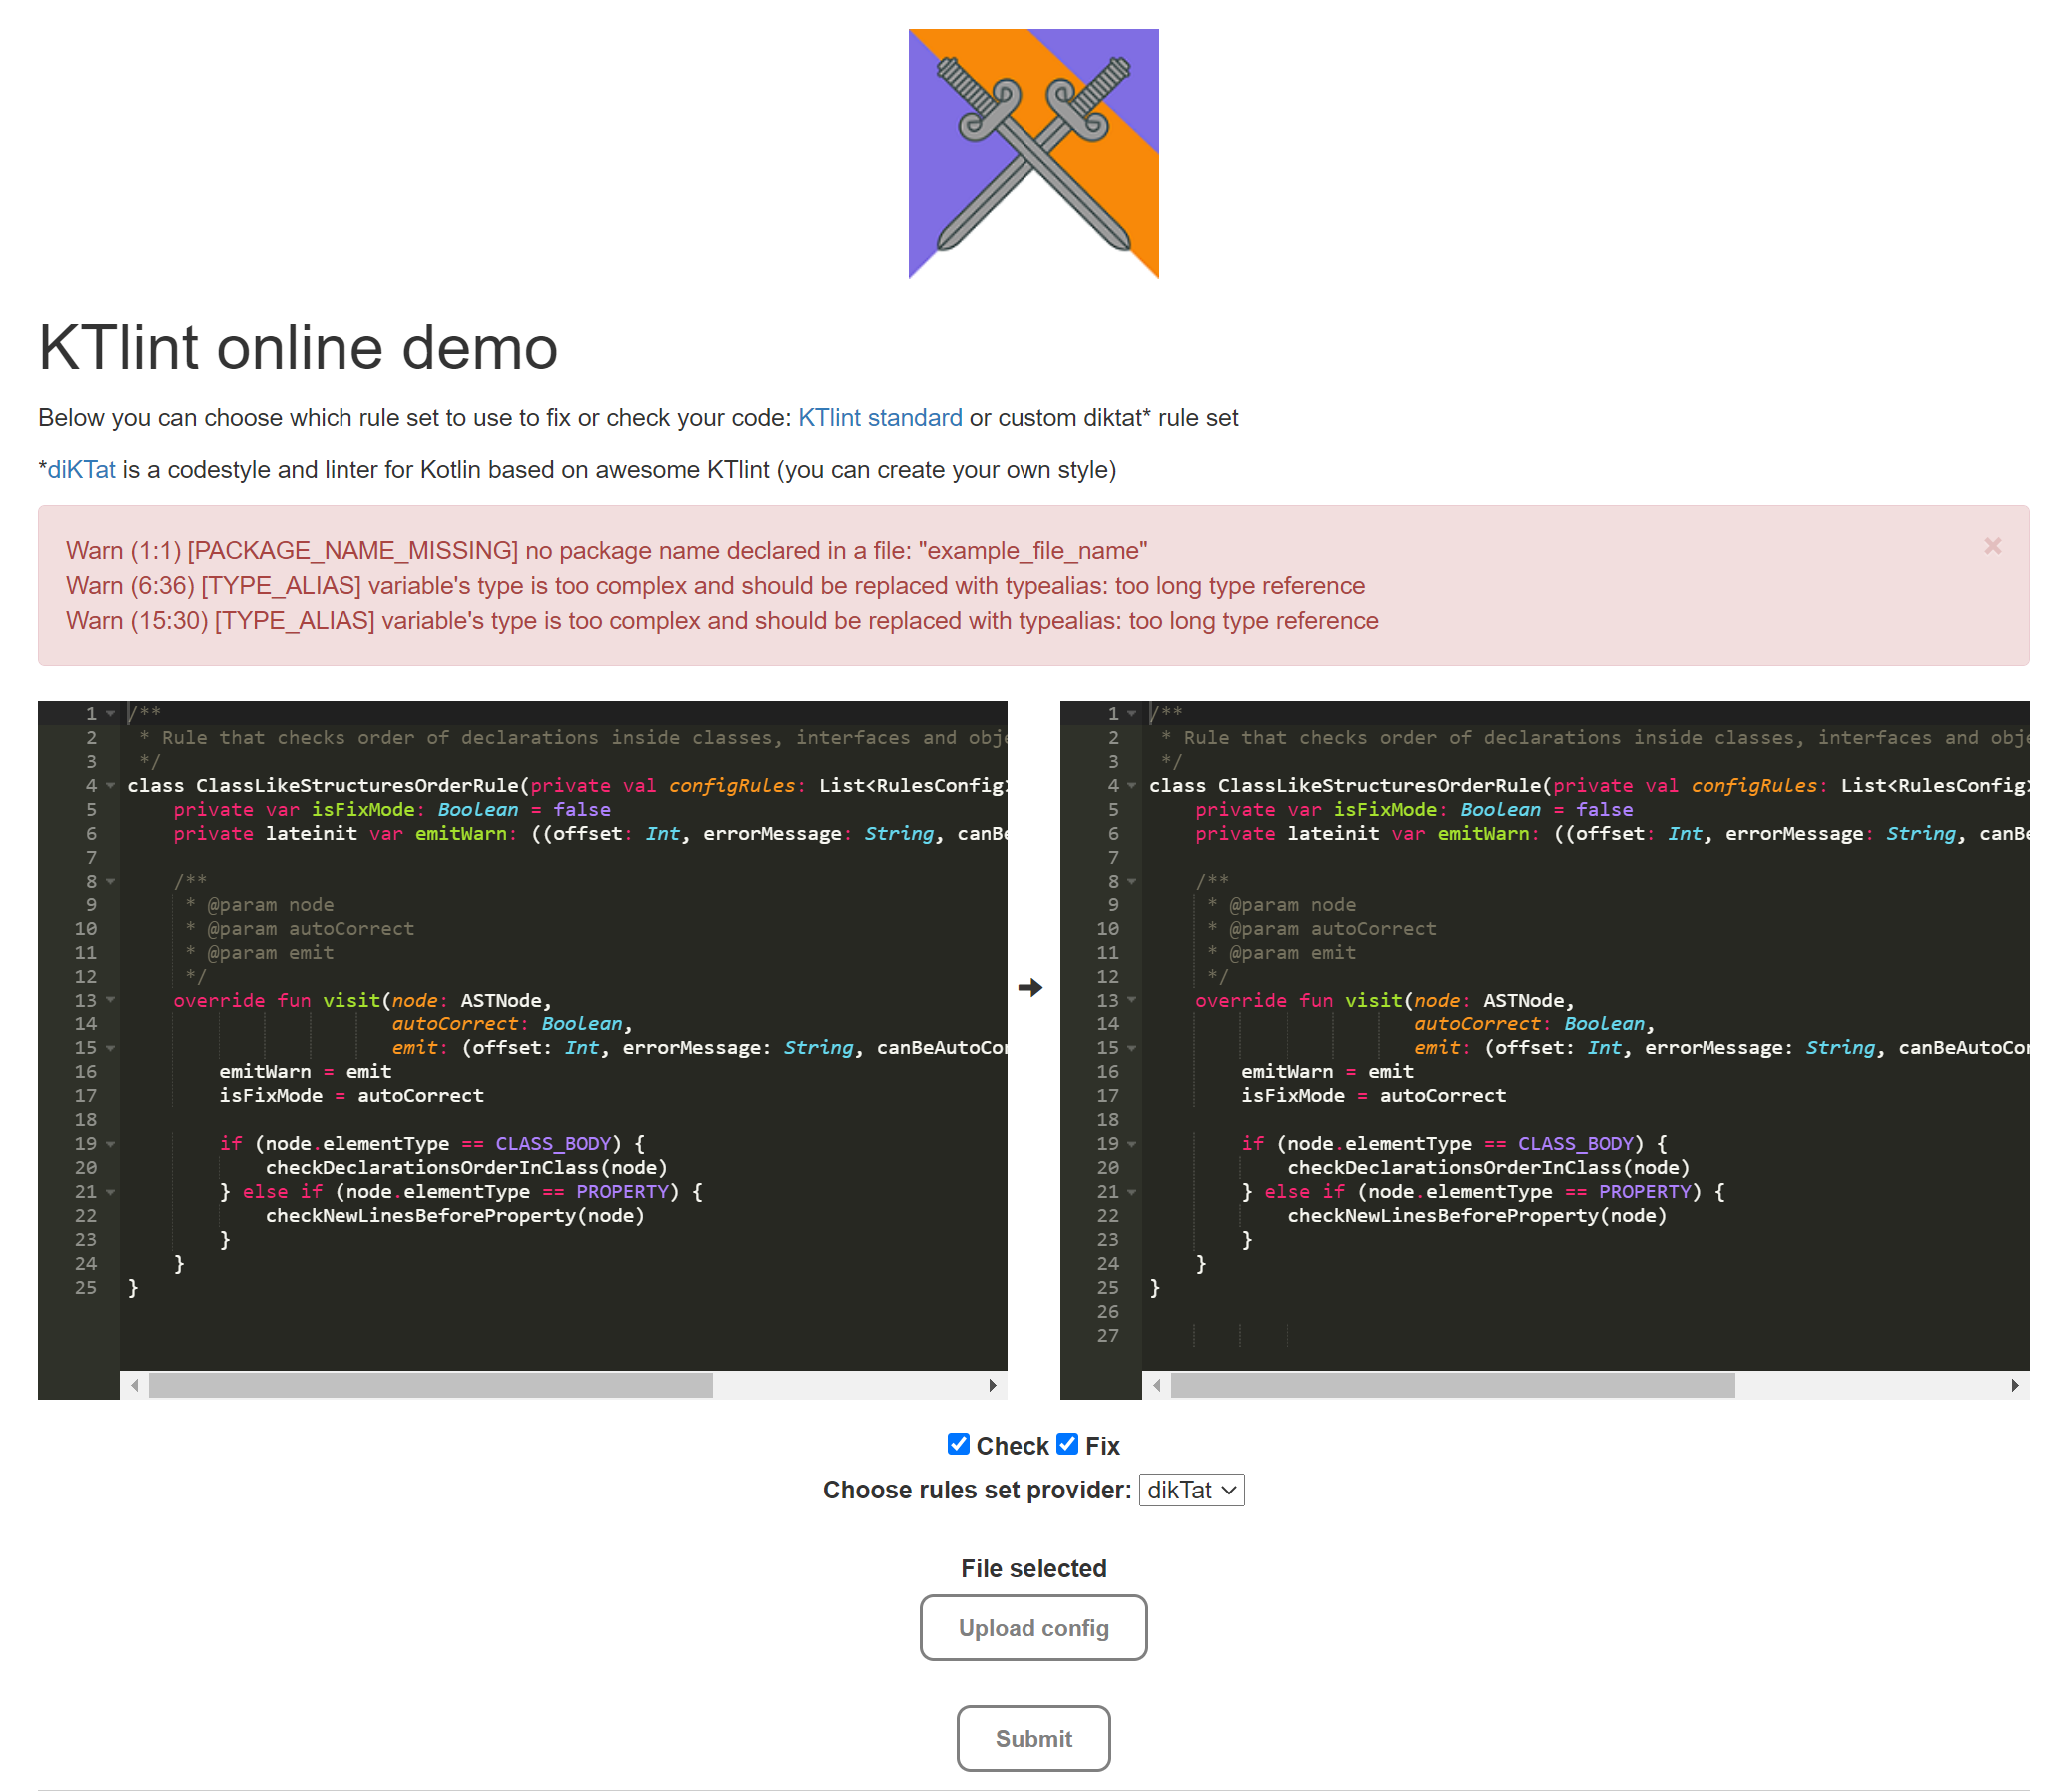 KTlint online demo
Below you can choose which rule set to use to fix or check your code: KTlint standard or custom diktat* rule set
*diKTat is a codestyle and linter for Kotlin based on awesome KTlint (you can create your own style)
Warn (1:1) [PACKAGE_NAME_MISSING] no package name declared in a file: "example_file_name"
×
Warn (6:36) [TYPE_ALIAS] variable's type is too complex and should be replaced with typealias: too long type reference
Warn (15:30) [TYPE_ALIAS] variable's type is too complex and should be replaced with typealias: too long type reference
1 /**
2 * Rule that checks order of declarations inside classes, interfaces and obje
3 */
4 class ClassLikeStructuresOrderRule(private val configRules: List<RulesConfig>
5 private var isFixMode: Boolean = false
6 private lateinit var emitWarn: ((offset: Int, errorMessage: String, canBe
7
8 /**
9 * @param node
10 * @param autoCorrect
11 * @param emit
12 */
13 override fun visit(node: ASTNode,
14 autoCorrect: Boolean,
15 emit: (offset: Int, errorMessage: String, canBeAutoCor
16 emitWarn = emit
17 isFixMode = autoCorrect
18
19 if (node.elementType == CLASS_BODY) {
20 checkDeclarationsOrderInClass(node)
21 } else if (node.elementType == PROPERTY) {
22 checkNewLinesBeforeProperty(node)
23 }
24 }
25 }
1 /**
2 * Rule that checks order of declarations inside classes, interfaces and obje
3 */
4 class ClassLikeStructuresOrderRule(private val configRules: List<RulesConfig>
5 private var isFixMode: Boolean = false
6 private lateinit var emitWarn: ((offset: Int, errorMessage: String, canBe
7
8 /**
9 * @param node
10 * @param autoCorrect
11 * @param emit
12 */
13 override fun visit(node: ASTNode,
14 autoCorrect: Boolean,
15 emit: (offset: Int, errorMessage: String, canBeAutoCor
16 emitWarn = emit
17 isFixMode = autoCorrect
18
19 if (node.elementType == CLASS_BODY) {
20 checkDeclarationsOrderInClass(node)
21 } else if (node.elementType == PROPERTY) {
22 checkNewLinesBeforeProperty(node)
23 }
24 }
25 }
26
27
Check Fix
Choose rules set provider: dikTat
File selected
Upload config
Submit